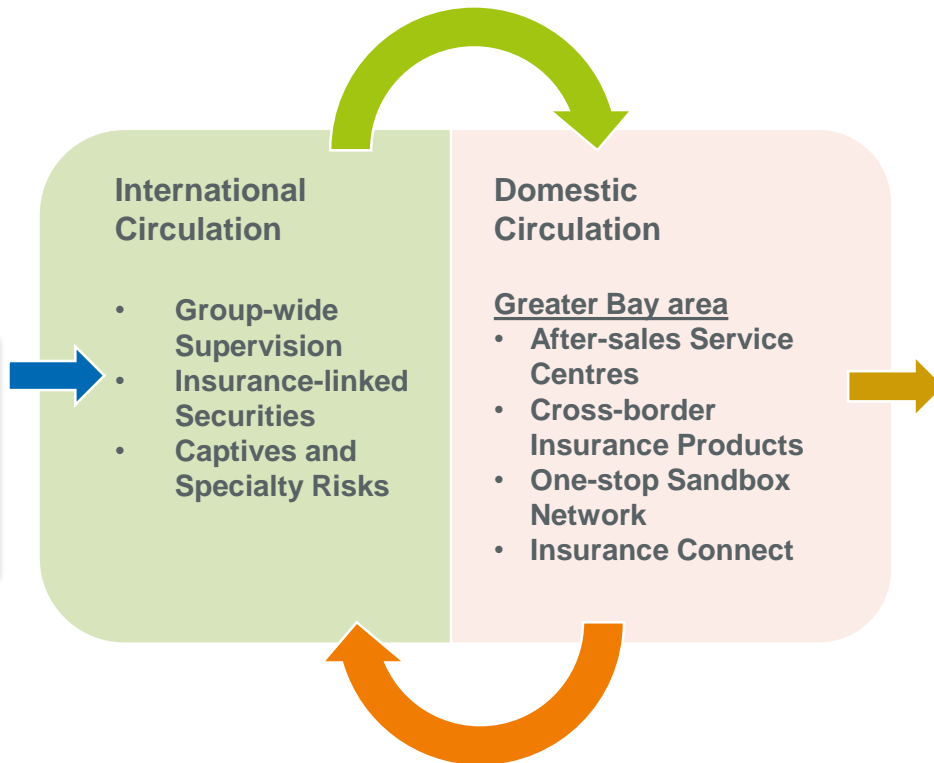 International
Circulation
• Group-wide
Supervision
• Insurance-linked
Securities
• Captives and
Specialty Risks
Domestic
Circulation
Greater Bay area
• After-sales Service
Centres
• Cross-border
Insurance Products
• One-stop Sandbox
Network
• Insurance Connect